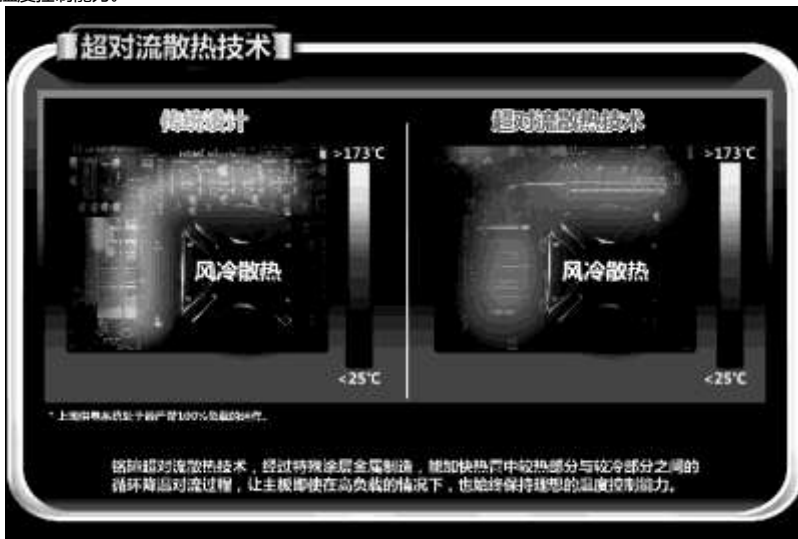 超对流散热技术
传统设计
超对流散热技术
>173℃
>173℃
风冷散热
风冷散热
<25℃
<25℃
铭瑄超对流散热技术，经过特殊涂层金属制造，能加快热管中较热部分与较冷部分之间的
循环降温对流过程，让主板即使在高负载的情况下，也始终保持理想的温度控制能力。